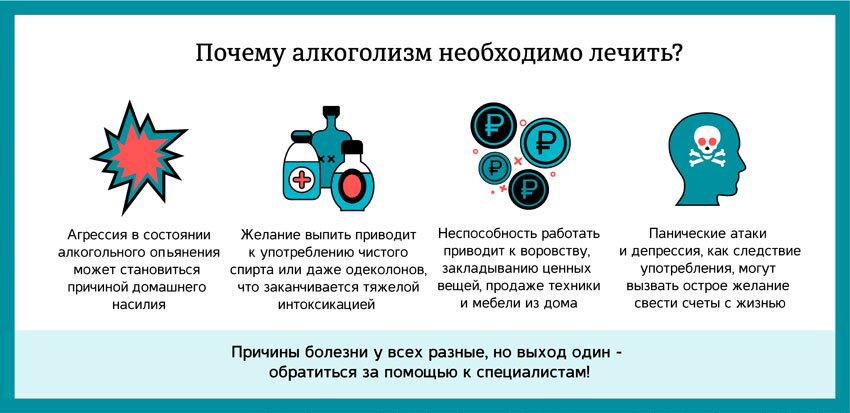 Почему алкоголизм необходимо лечить?
Агрессия в состоянии
алкогольного опьянения
может становиться
причиной домашнего
насилия
Желание выпить приводит
к употреблению чистого
спирта или даже одеколонов,
что заканчивается тяжелой
интоксикацией
Неспособность работать
приводит к воровству,
закладыванию ценных
вещей, продаже техники
и мебели из дома
Панические атаки
и депрессия, как следствие
употребления, могут
вызвать острое желание
свести счеты с жизнью
Причины болезни у всех разные, но выход один -
обратиться за помощью к специалистам!